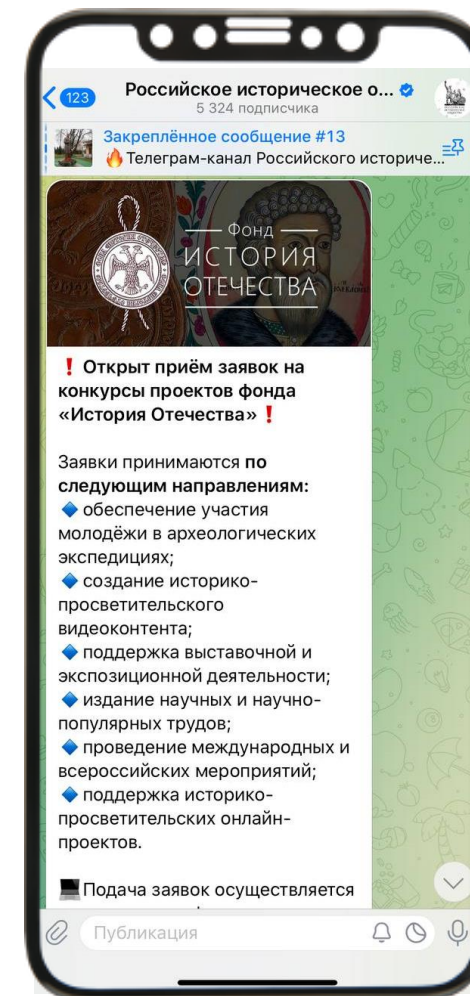 123
Российское историческое о...
5 324 подписчика
Закреплённое сообщение #13
Телеграм-канал Российского историче...
Фонд
ИСТОРИЯ
ОТЕЧЕСТВА
❗ Открыт приём заявок на
конкурсы проектов фонда
«История Отечества»❗
Заявки принимаются по
следующим направлениям:
🔹 обеспечение участия
молодёжи в археологических
экспедициях;
🔹 создание историко-
просветительского
видеоконтента;
🔹 поддержка выставочной и
экспозиционной деятельности;
🔹 издание научных и научно-
популярных трудов;
🔹 проведение международных и
всероссийских мероприятий;
🔹 поддержка историко-
просветительских онлайн-
проектов.
Подача заявок осуществляется
Публикация